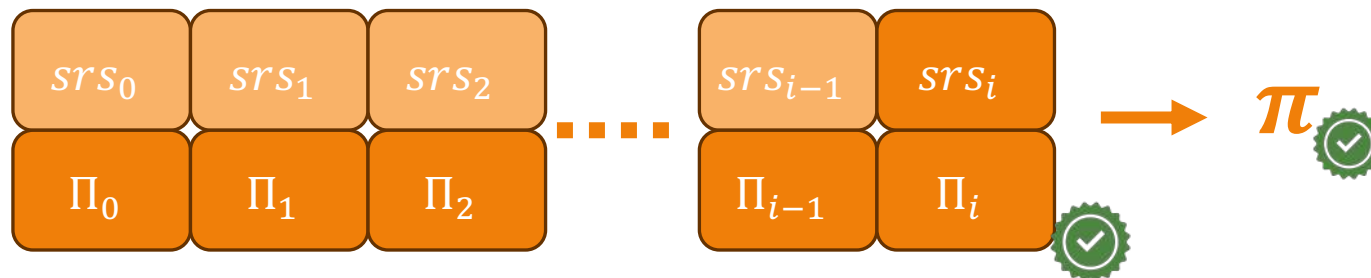 srs₀ srs₁ srs₂ .... srsᵢ₋₁ srsᵢ → π
Π₀ Π₁ Π₂ Πᵢ₋₁ Πᵢ